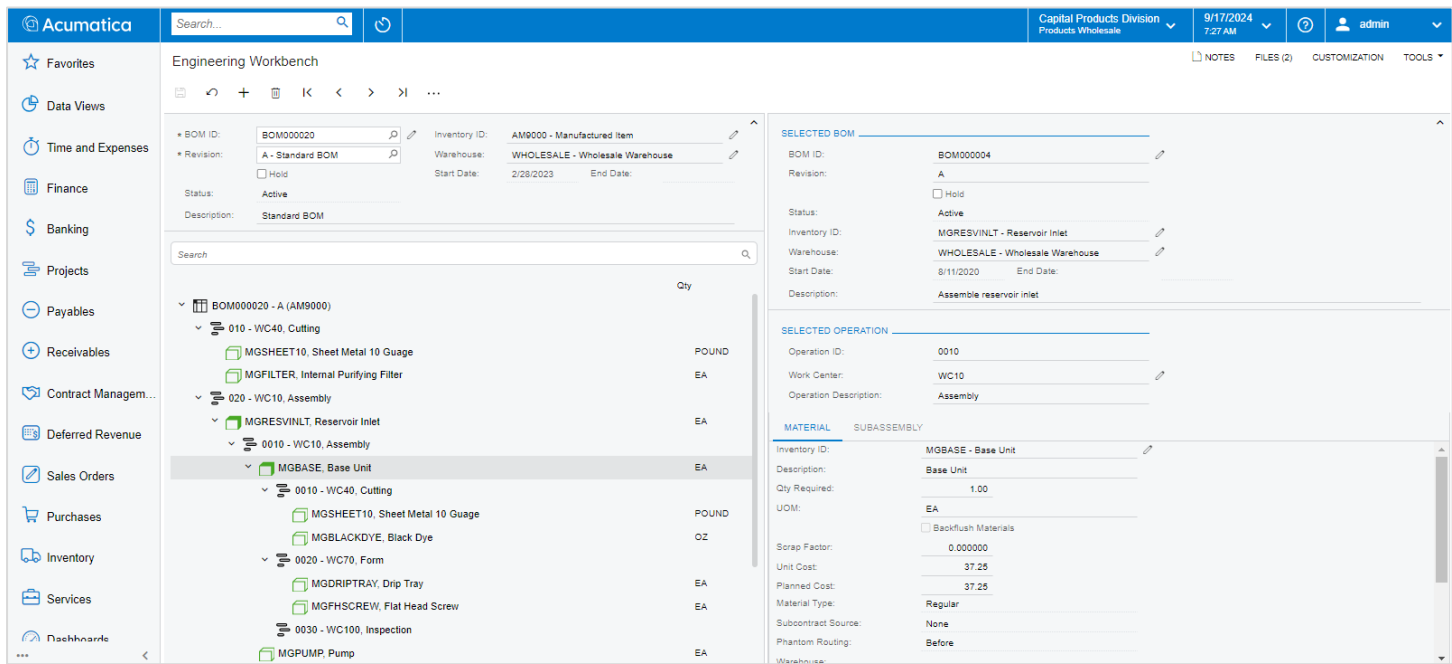 Acumatica
Search...
Capital Products Division
Products Wholesale
9/17/2024
7:27 AM
admin
Favorites
Data Views
Time and Expenses
Finance
Banking
Projects
Payables
Receivables
Contract Managem...
Deferred Revenue
Sales Orders
Purchases
Inventory
Services
Dashboards
Engineering Workbench
NOTES FILES (2) CUSTOMIZATION TOOLS
* BOM ID: BOM000020 Inventory ID: AM9000 - Manufactured Item
* Revision: A - Standard BOM Warehouse: WHOLESALE - Wholesale Warehouse
Hold Start Date: 2/28/2023 End Date:
Status: Active
Description: Standard BOM
Search
Qty
BOM000020 - A (AM9000)
010 - WC40, Cutting
MGSHEET10, Sheet Metal 10 Guage POUND
MGFILTER, Internal Purifying Filter EA
020 - WC10, Assembly
MGRESVINLT, Reservoir Inlet EA
0010 - WC10, Assembly
MGBASE, Base Unit EA
0010 - WC40, Cutting
MGSHEET10, Sheet Metal 10 Guage POUND
MGBLACKDYE, Black Dye OZ
0020 - WC70, Form
MGDRIPTRAY, Drip Tray EA
MGFHSCREW, Flat Head Screw EA
0030 - WC100, Inspection
MGPUMP, Pump EA
SELECTED BOM
BOM ID: BOM000004
Revision: A
Hold
Status: Active
Inventory ID: MGRESVINLT - Reservoir Inlet
Warehouse: WHOLESALE - Wholesale Warehouse
Start Date: 8/11/2020 End Date:
Description: Assemble reservoir inlet
SELECTED OPERATION
Operation ID: 0010
Work Center: WC10
Operation Description: Assembly
MATERIAL SUBASSEMBLY
Inventory ID: MGBASE - Base Unit
Description: Base Unit
Qty Required: 1.00
UOM: EA
Backflush Materials
Scrap Factor: 0.000000
Unit Cost: 37.25
Planned Cost: 37.25
Material Type: Regular
Subcontract Source: None
Phantom Routing: Before
Warehouse: